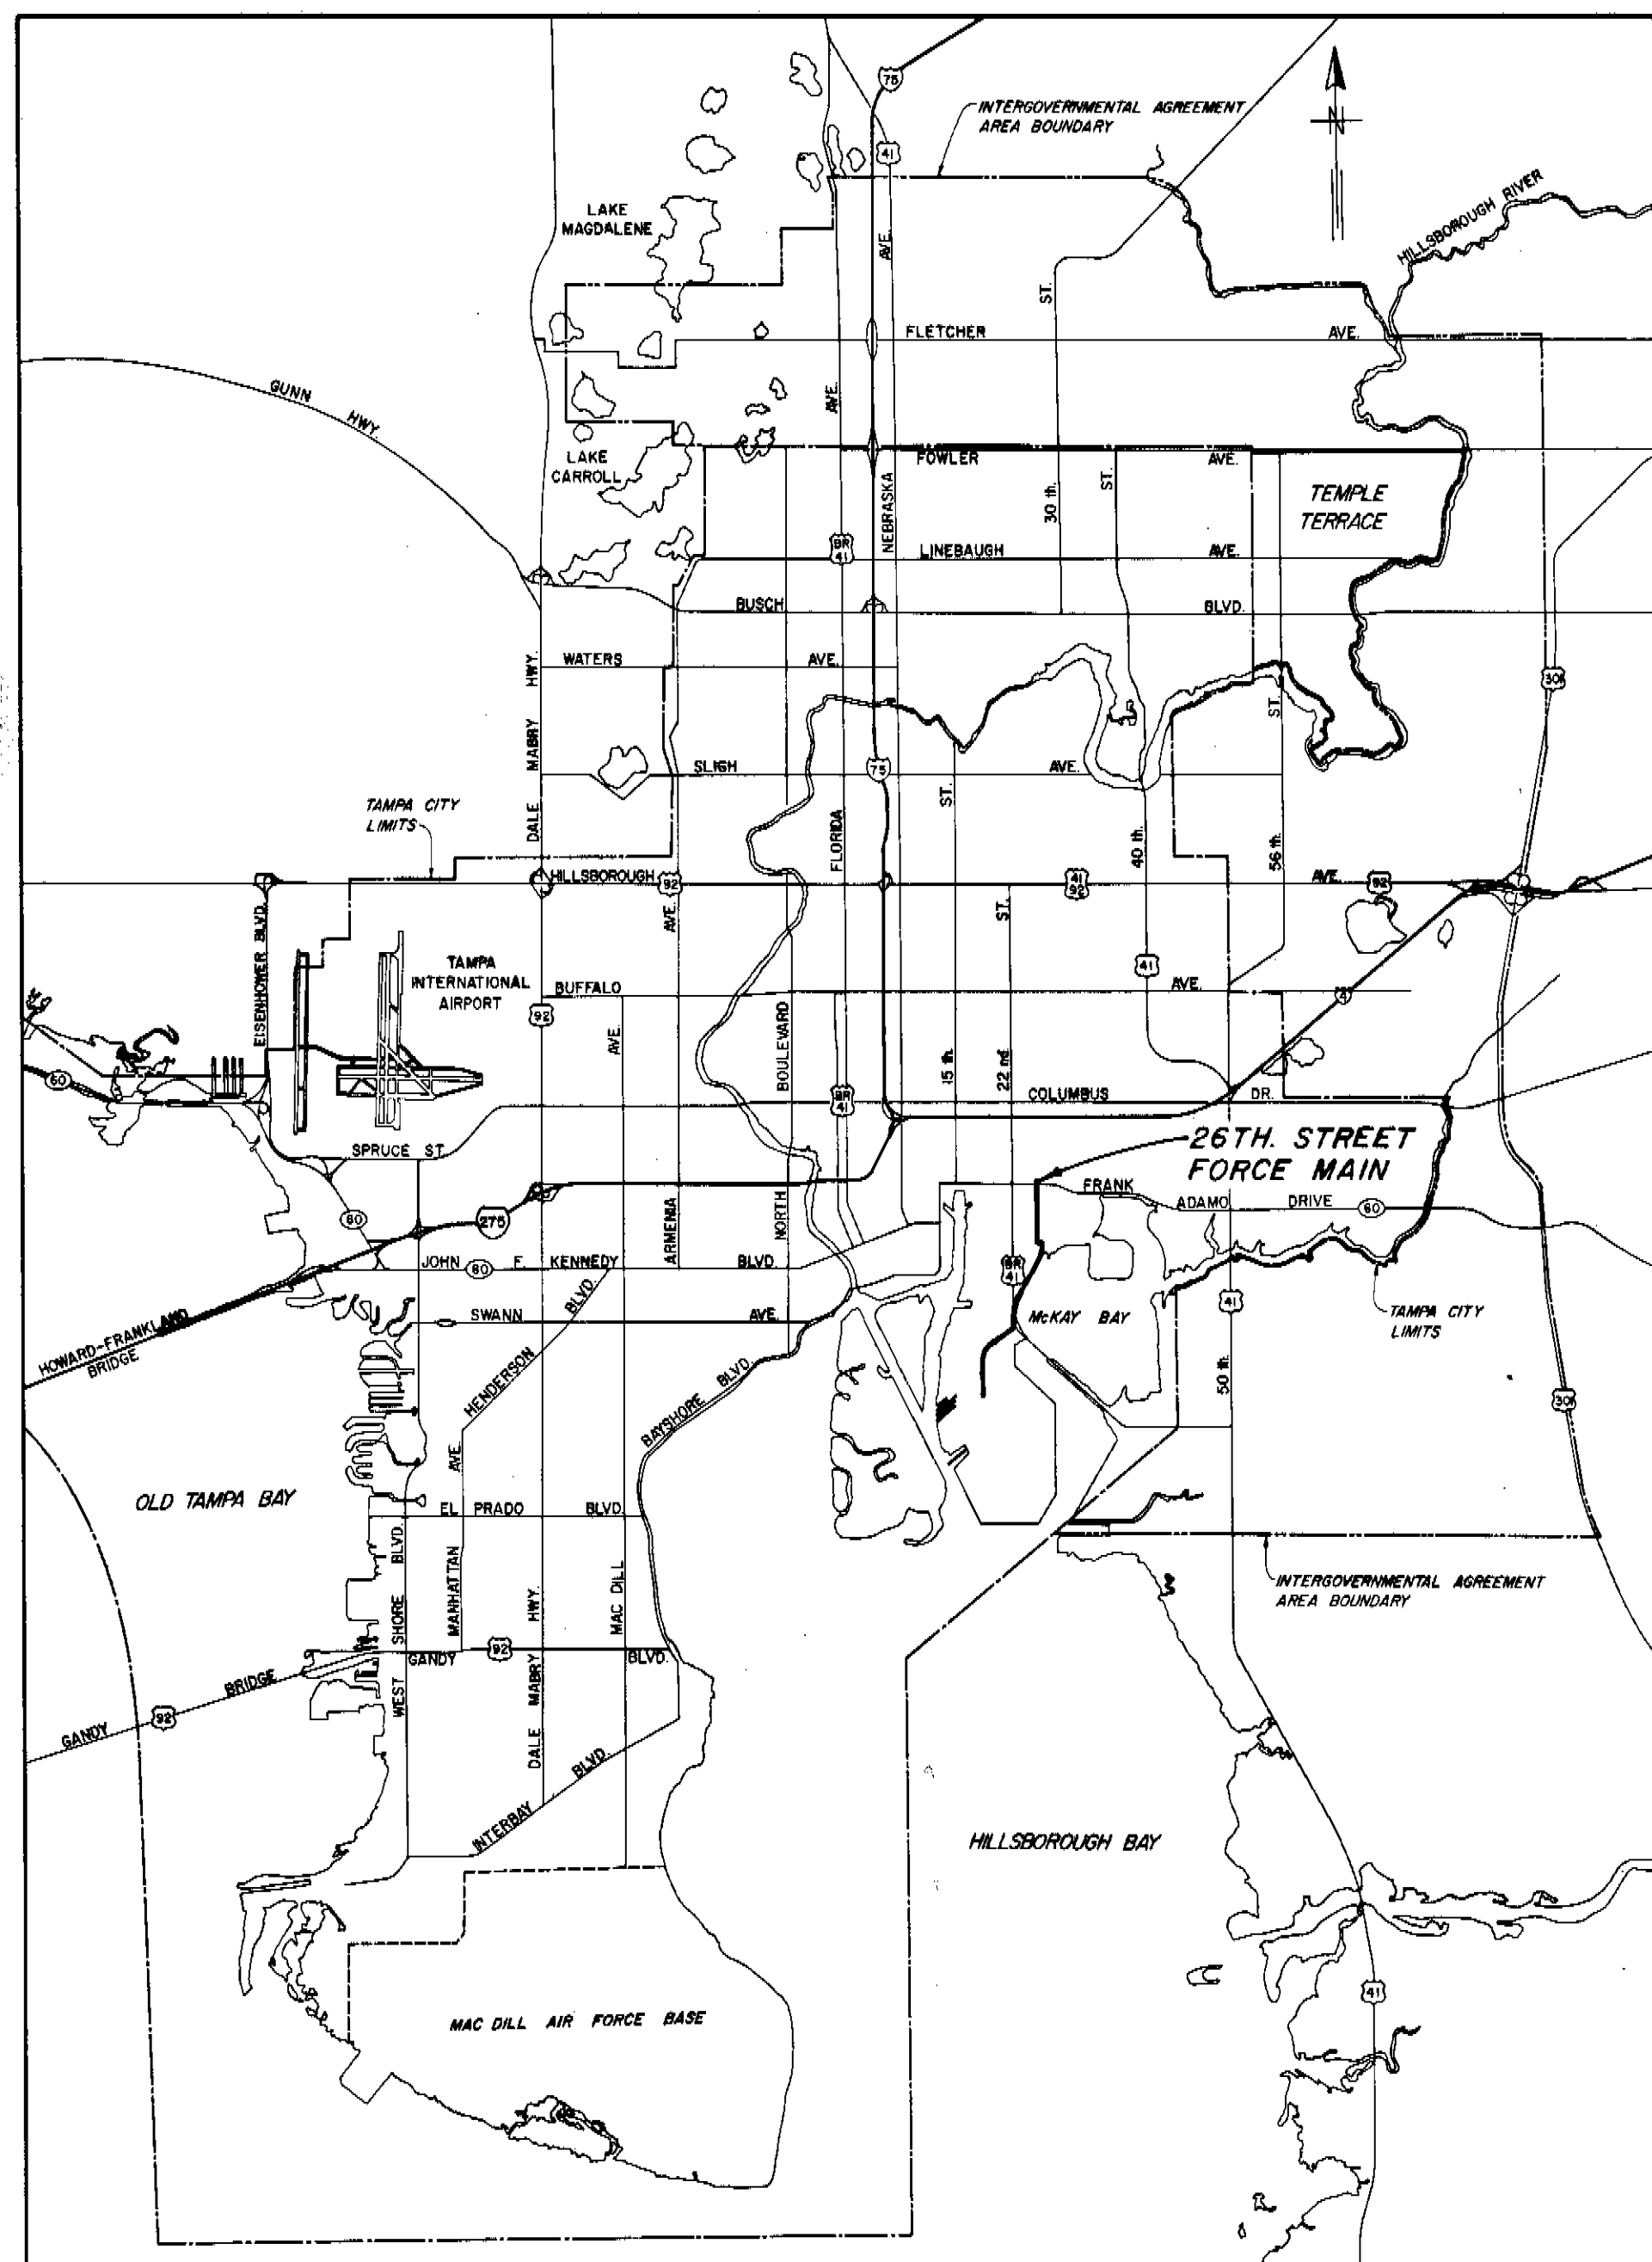 75
INTERGOVERNMENTAL AGREEMENT
AREA BOUNDARY
N
41
HILLSBOROUGH RIVER
LAKE
MAGDALENE
AVE.
ST.
FLETCHER
AVE.
GUNN
HWY.
AVE.
LAKE
CARROLL
FOWLER
AVE.
ST.
TEMPLE
TERRACE
NEBRASKA
30 th.
BR
41
LINEBAUGH
AVE.
BUSCH
BLVD.
WATERS
AVE.
HWY.
301
MABRY
ST.
SLIGH
75
AVE.
ST.
TAMPA CITY
LIMITS
DALE
FLORIDA
40 th.
56 th.
HILLSBOROUGH
92
41
92
AVE.
92
EISENHOWER BLVD.
AVE.
ST.
TAMPA
INTERNATIONAL
AIRPORT
41
BUFFALO
AVE.
4
92
AVE.
BOULEVARD
15 th.
22 nd.
60
BR
41
COLUMBUS
DR.
26TH. STREET
FORCE MAIN
SPRUCE ST.
FRANK
ADAMO
DRIVE
60
60
275
ARMENIA
NORTH
JOHN
60
F.
KENNEDY
BLVD.
BR
41
BLVD.
SWANN
AVE.
McKAY BAY
41
TAMPA CITY
LIMITS
HOWARD-FRANKLAND
BRIDGE
HENDERSON
BAYSHORE
BLVD.
50 th.
301
AVE.
OLD TAMPA BAY
EL PRADO
BLVD.
BLVD.
MANHATTAN
HWY.
MAC DILL
INTERGOVERNMENTAL AGREEMENT
AREA BOUNDARY
SHORE
GANDY
92
BLVD.
BRIDGE
WEST
MABRY
GANDY
92
DALE
BLVD.
INTERBAY
HILLSBOROUGH BAY
41
MAC DILL AIR FORCE BASE